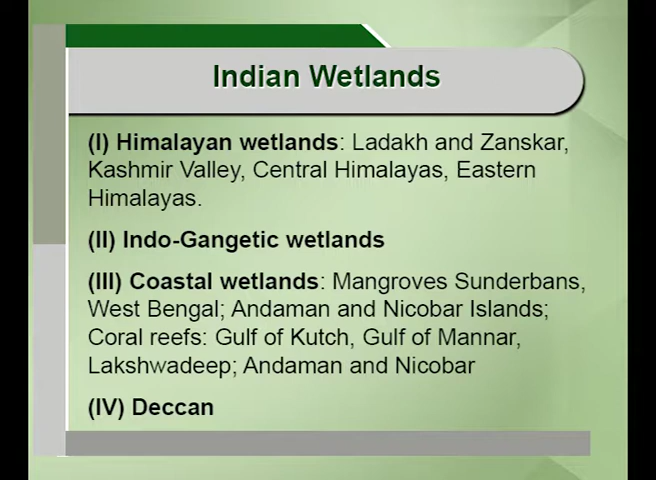 Indian Wetlands
(I) Himalayan wetlands: Ladakh and Zanskar,
Kashmir Valley, Central Himalayas, Eastern
Himalayas.
(II) Indo-Gangetic wetlands
(III) Coastal wetlands: Mangroves Sunderbans,
West Bengal; Andaman and Nicobar Islands;
Coral reefs: Gulf of Kutch, Gulf of Mannar,
Lakshwadeep; Andaman and Nicobar
(IV) Deccan